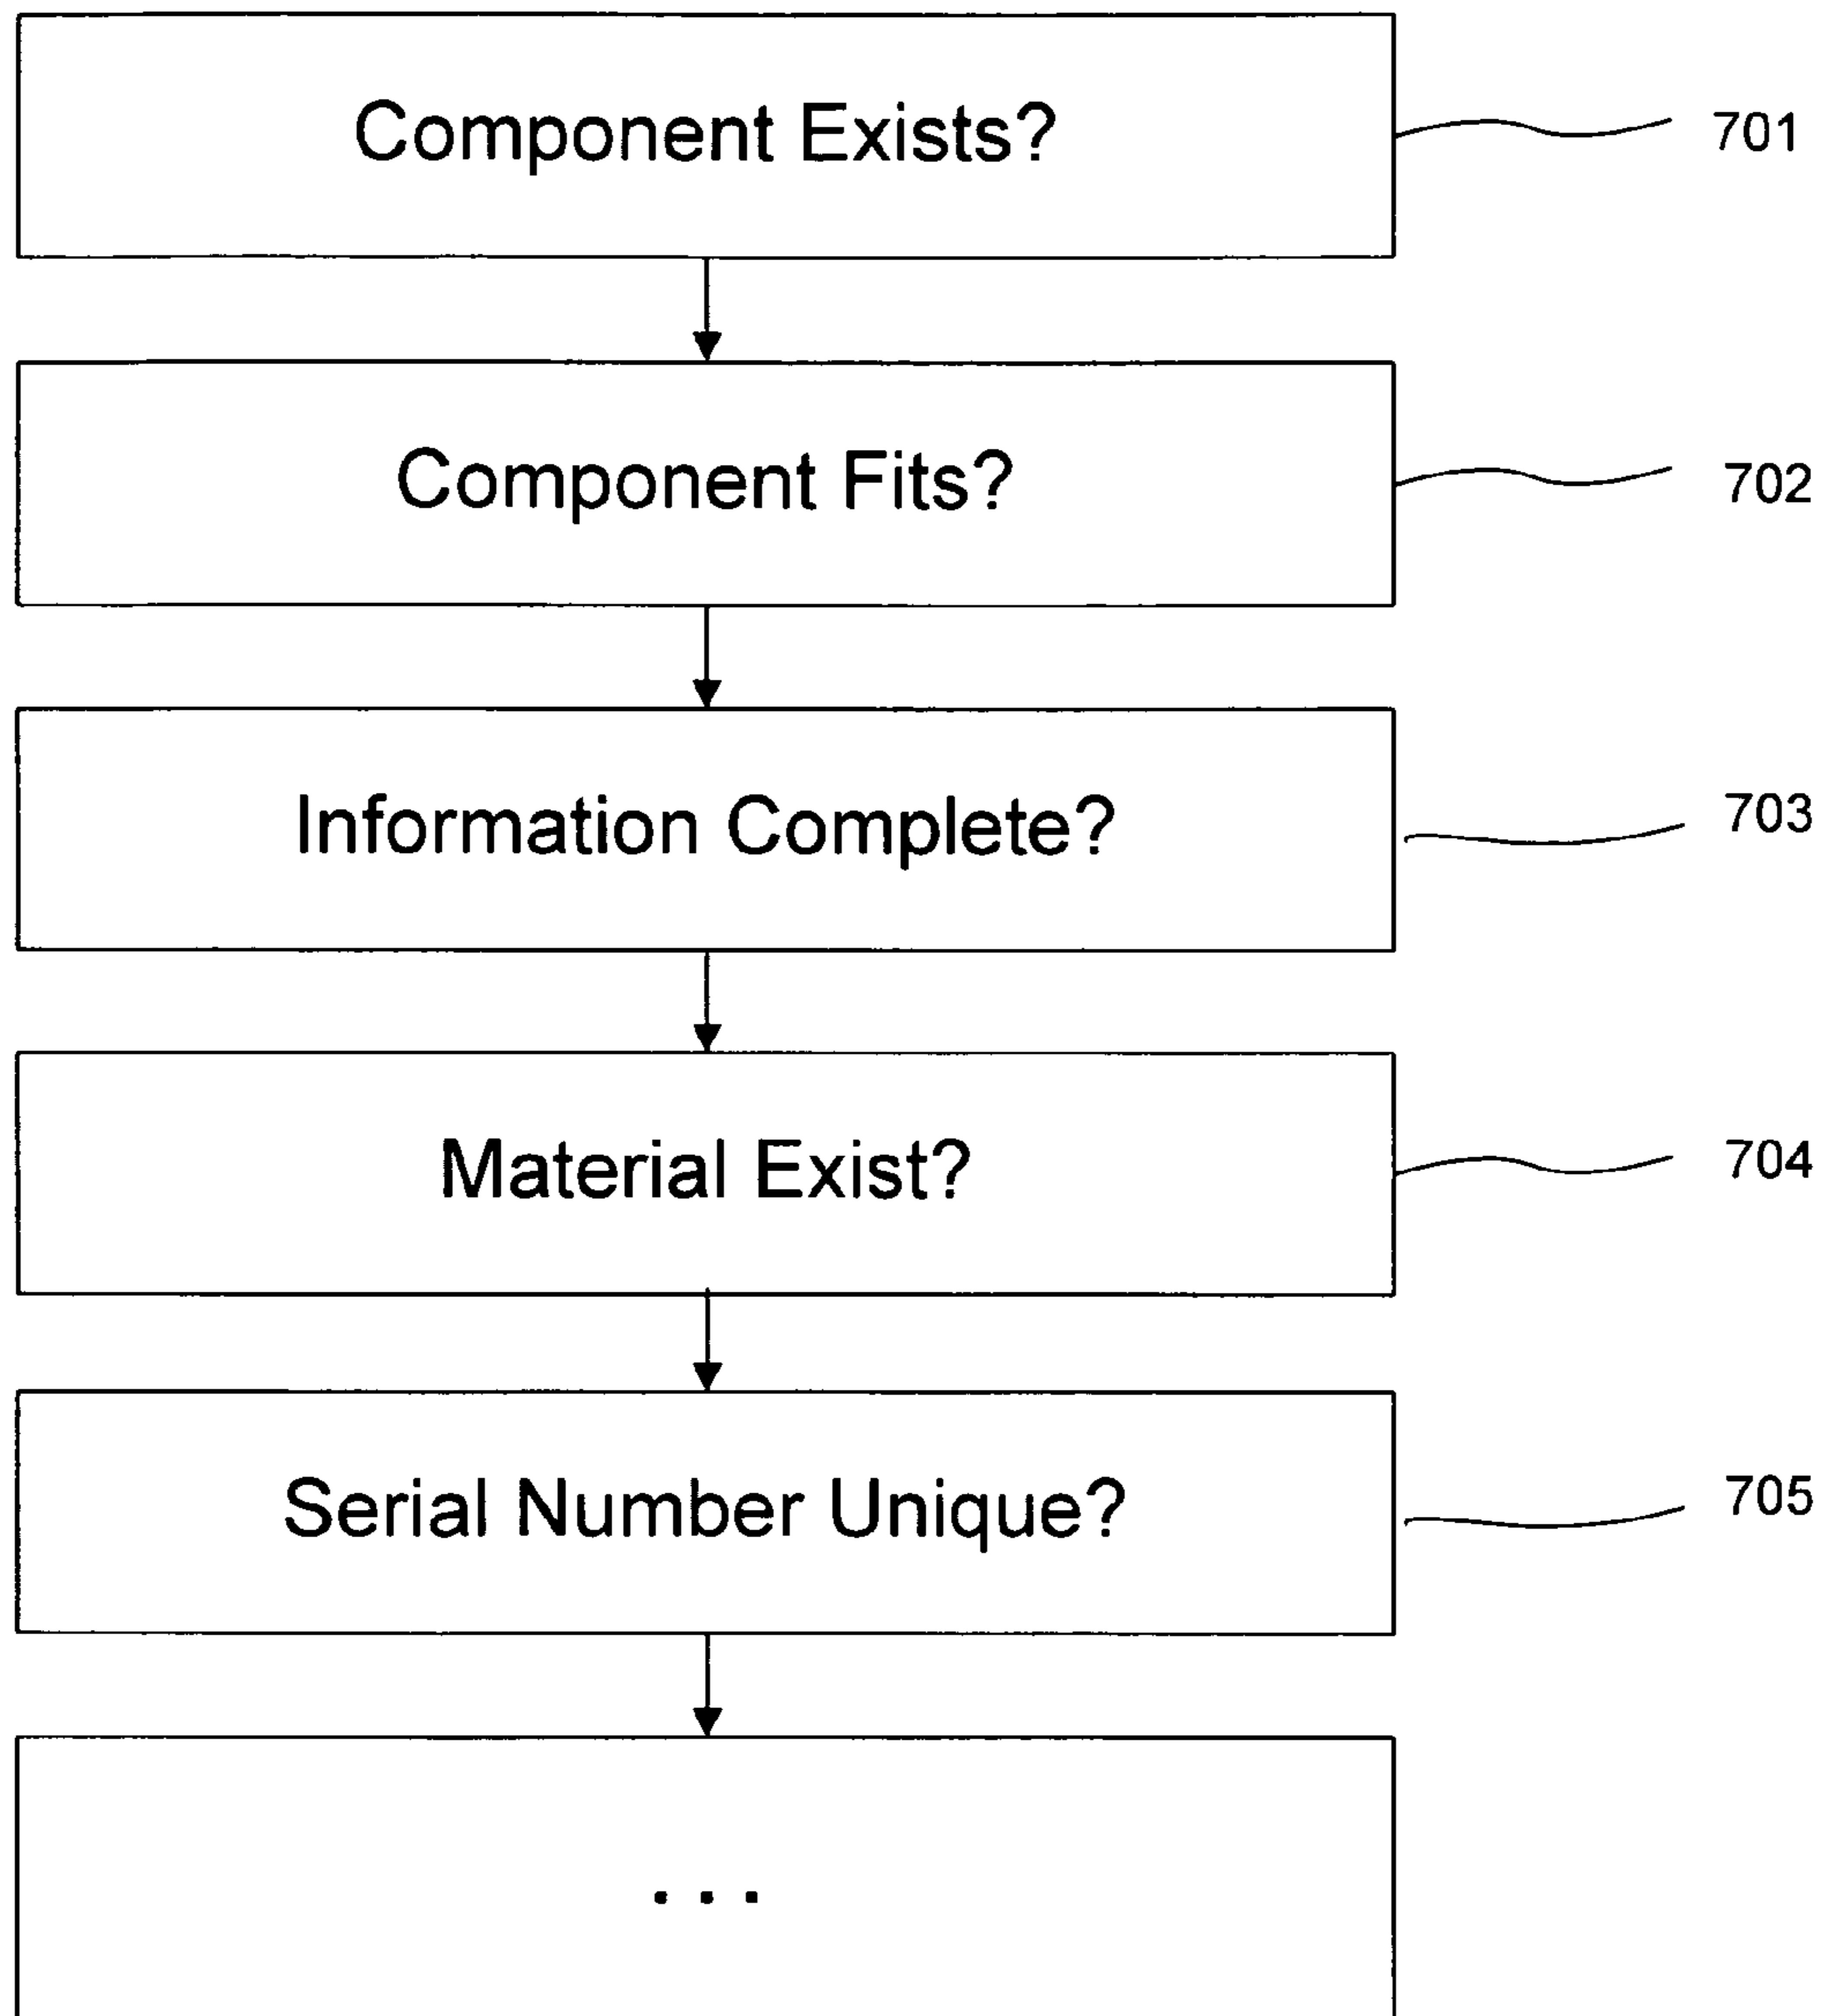 Component Exists?
701
Component Fits?
702
Information Complete?
703
Material Exist?
704
Serial Number Unique?
705
...